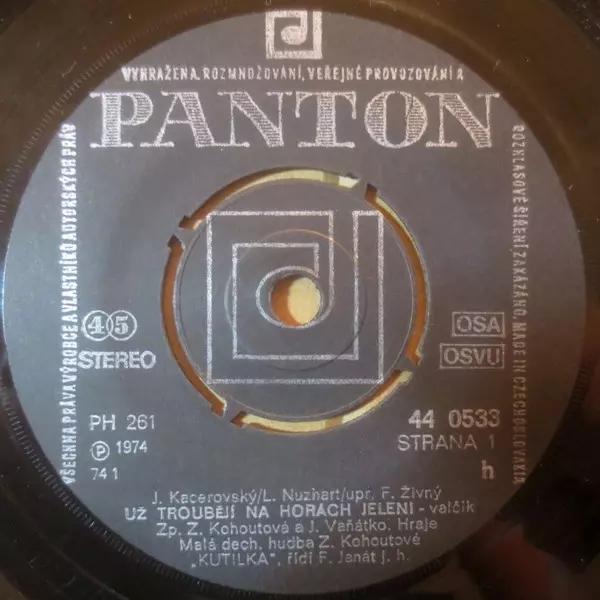 VŠECHNA PRÁVA VÝROBCE A VLASTNÍKŮ AUTORSKÝCH PRÁV
VYHRAŽENA. ROZMNOŽOVÁNÍ, VEŘEJNÉ PROVOZOVÁNÍ A
ROZHLASOVÉ ŠÍŘENÍ ZAKÁZÁNO. MADE IN CZECHOSLOVAKIA
PANTON
45
STEREO
OSA
OSVU
PH 261
Ⓟ 1974
74 1
44 0533
STRANA 1
h
J. Kacerovský/L. Nuzhart/upr. F. Živný
UŽ TROUBĚJÍ NA HORÁCH JELENI - valčík
Zp. Z. Kohoutová a J. Vaňátko. Hraje
Malá dech. hudba Z. Kohoutové
„KUTILKA", řídí F. Janát j. h.